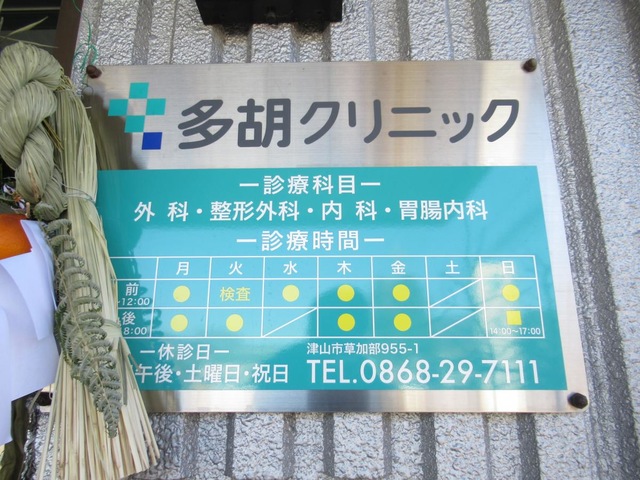 多胡クリニック
ー診療科目ー
外 科・整形外科・内 科・胃腸内科
ー診療時間ー
月 火 水 木 金 土 日
前 ~12:00 ● 検査 ● ● ● ／ ●
後 8:00 ● ● ／ ● ● ／ ■ 14:00~17:00
ー休診日ー
午後・土曜日・祝日
津山市草加部955-1
TEL.0868-29-7111